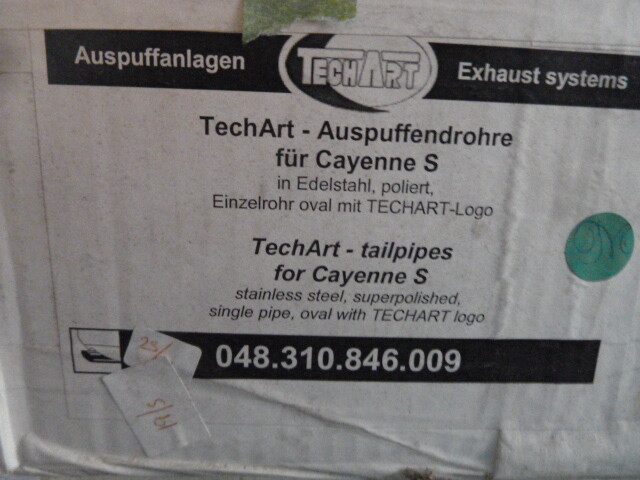 Auspuffanlagen
TECHART
Exhaust systems
TechArt - Auspuffendrohre
für Cayenne S
in Edelstahl, poliert,
Einzelrohr oval mit TECHART-Logo
TechArt - tailpipes
for Cayenne S
stainless steel, superpolished,
single pipe, oval with TECHART logo
048.310.846.009